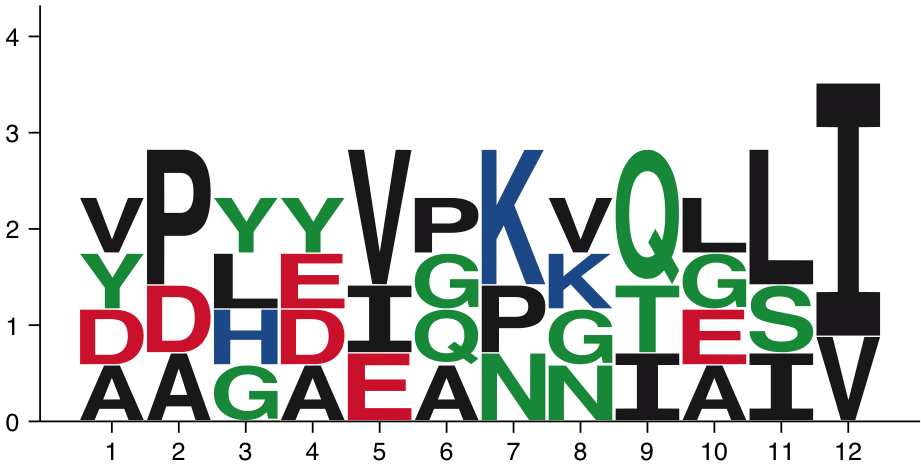 4
3
2
1
0
V P Y Y V P K V Q L L I
Y D L E I G P K T G S V
D A H D E Q N G I E I
A G A A N A
1 2 3 4 5 6 7 8 9 10 11 12